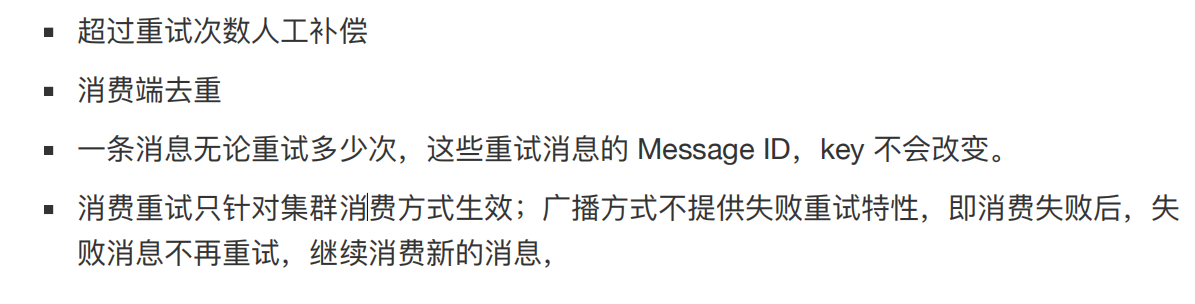 ▪ 超过重试次数人工补偿
▪ 消费端去重
▪ 一条消息无论重试多少次，这些重试消息的 Message ID，key 不会改变。
▪ 消费重试只针对集群消费方式生效；广播方式不提供失败重试特性，即消费失败后，失
败消息不再重试，继续消费新的消息，